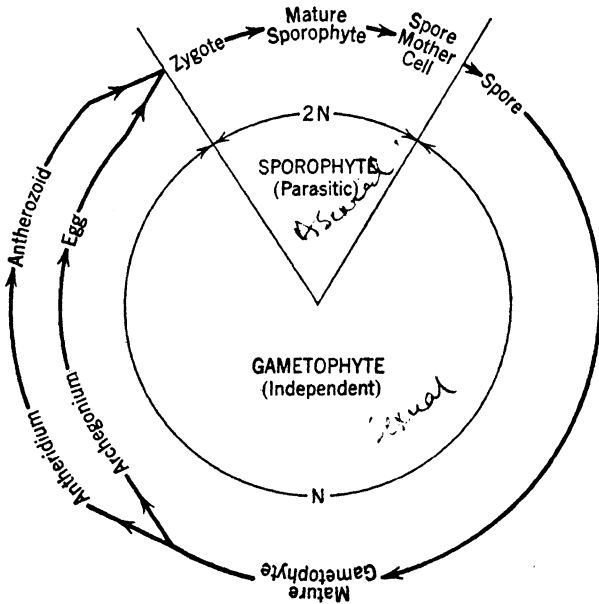 Zygote
Mature
Sporophyte
Spore
Mother
Cell
Spore
2N
SPOROPHYTE
(Parasitic)
Asexual
Antherozoid
Egg
GAMETOPHYTE
(Independent)
Sexual
Archegonium
Antheridium
N
Mature
Gametophyte